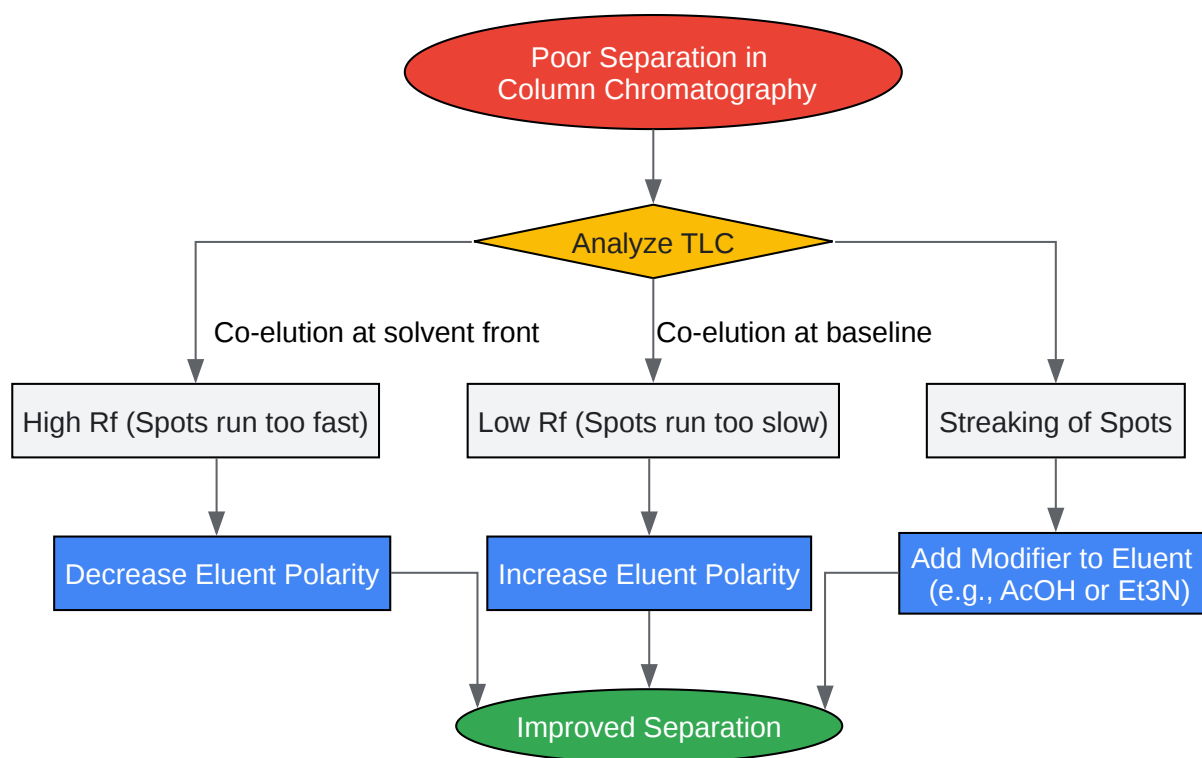 Poor Separation in
Column Chromatography
Analyze TLC
Co-elution at solvent front
Co-elution at baseline
High Rf (Spots run too fast)
Low Rf (Spots run too slow)
Streaking of Spots
Decrease Eluent Polarity
Increase Eluent Polarity
Add Modifier to Eluent
(e.g., AcOH or Et3N)
Improved Separation